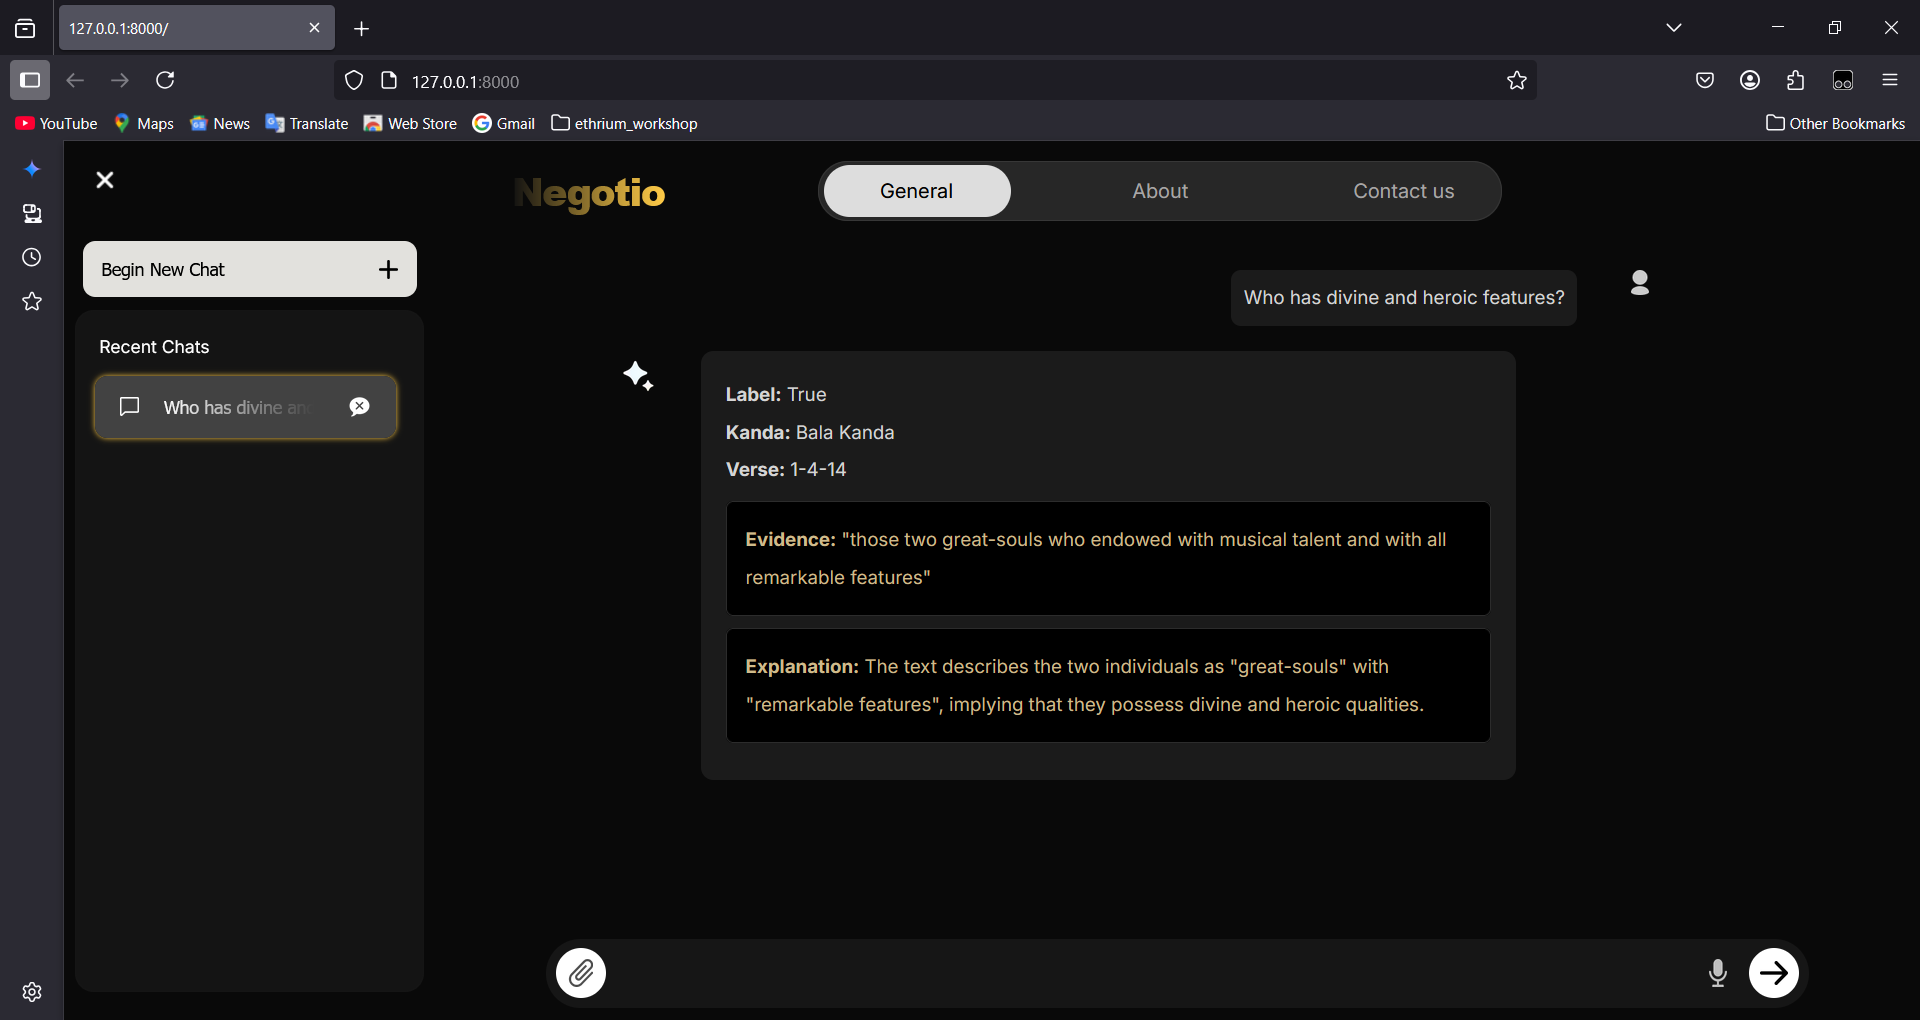 127.0.0.1:8000/
127.0.0.1:8000
YouTube Maps News Translate Web Store Gmail ethrium_workshop Other Bookmarks
Negotio
General About Contact us
Begin New Chat
Recent Chats
Who has divine an
Who has divine and heroic features?
Label: True
Kanda: Bala Kanda
Verse: 1-4-14
Evidence: "those two great-souls who endowed with musical talent and with all
remarkable features"
Explanation: The text describes the two individuals as "great-souls" with
"remarkable features", implying that they possess divine and heroic qualities.